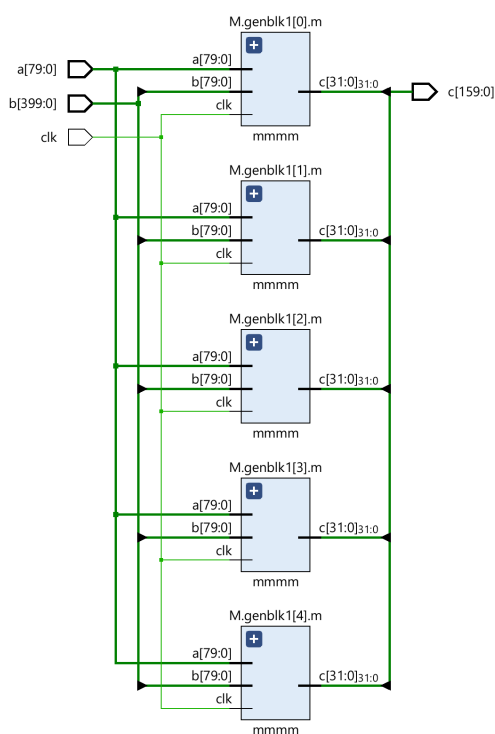 M.genblk1[0].m
a[79:0]
a[79:0]
b[399:0]
b[79:0]
c[31:0]31:0
c[159:0]
clk
clk
mmmm
M.genblk1[1].m
a[79:0]
b[79:0]
c[31:0]31:0
clk
mmmm
M.genblk1[2].m
a[79:0]
b[79:0]
c[31:0]31:0
clk
mmmm
M.genblk1[3].m
a[79:0]
b[79:0]
c[31:0]31:0
clk
mmmm
M.genblk1[4].m
a[79:0]
b[79:0]
c[31:0]31:0
clk
mmmm